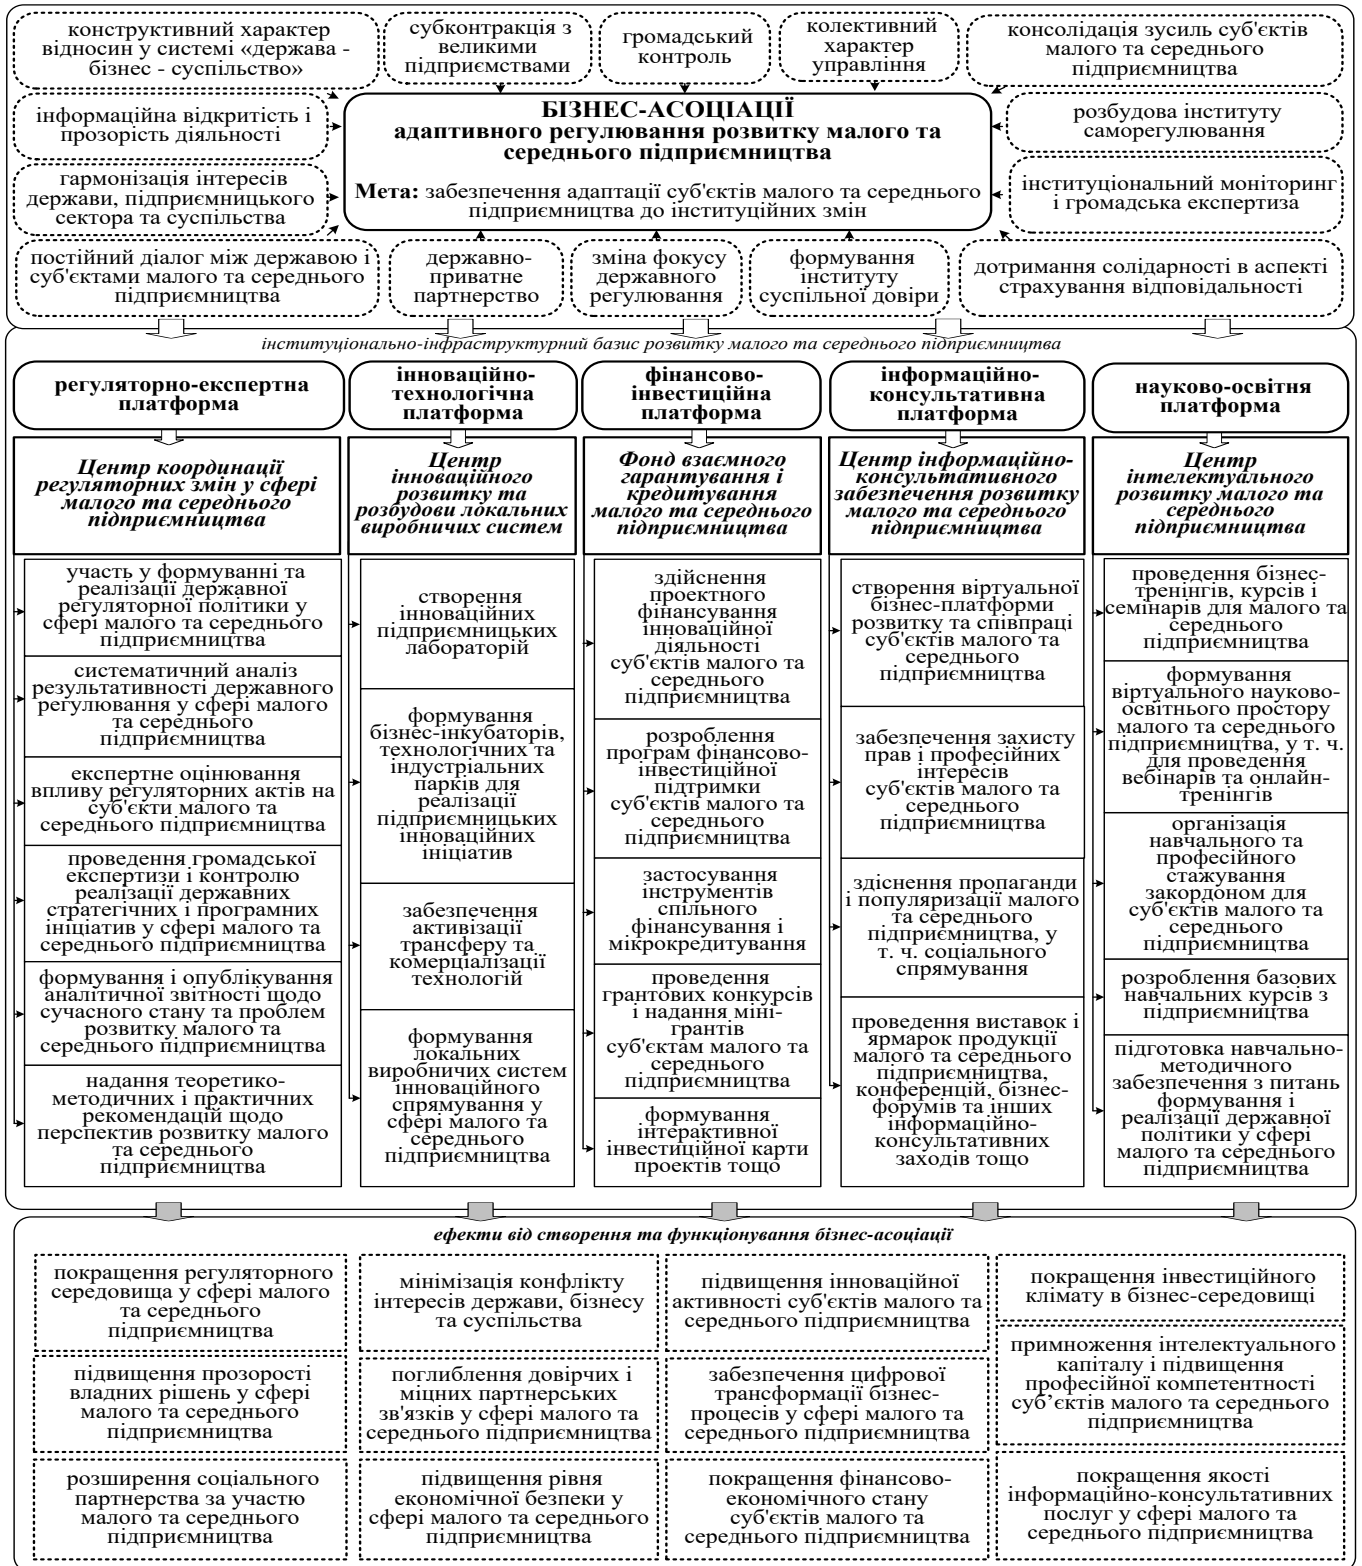 конструктивний характер
відносин у системі «держава -
бізнес - суспільство»
субконтракція з
великими
підприємствами
громадський
контроль
колективний
характер
управління
консолідація зусиль суб'єктів
малого та середнього
підприємництва
інформаційна відкритість і
прозорість діяльності
БІЗНЕС-АСОЦІАЦІЇ
адаптивного регулювання розвитку малого та
середнього підприємництва
Мета: забезпечення адаптації суб'єктів малого та середнього
підприємництва до інституційних змін
розбудова інституту
саморегулювання
гармонізація інтересів
держави, підприємницького
сектора та суспільства
інституціональний моніторинг
і громадська експертиза
постійний діалог між державою і
суб'єктами малого та середнього
підприємництва
державно-
приватне
партнерство
зміна фокусу
державного
регулювання
формування
інституту
суспільної довіри
дотримання солідарності в аспекті
страхування відповідальності
інституціонально-інфраструктурний базис розвитку малого та середнього підприємництва
регуляторно-експертна
платформа
інноваційно-
технологічна
платформа
фінансово-
інвестиційна
платформа
інформаційно-
консультативна
платформа
науково-освітня
платформа
Центр координації
регуляторних змін у сфері
малого та середнього
підприємництва
Центр
інноваційного
розвитку та
розбудови локальних
виробничих систем
Фонд взаємного
гарантування і
кредитування
малого та середнього
підприємництва
Центр інформаційно-
консультативного
забезпечення розвитку
малого та середнього
підприємництва
Центр
інтелектуального
розвитку малого та
середнього
підприємництва
участь у формуванні та
реалізації державної
регуляторної політики у
сфері малого та середнього
підприємництва
систематичний аналіз
результативності державного
регулювання у сфері малого
та середнього
підприємництва
експертне оцінювання
впливу регуляторних актів на
суб'єкти малого та
середнього підприємництва
проведення громадської
експертизи і контролю
реалізації державних
стратегічних і програмних
ініціатив у сфері малого та
середнього підприємництва
формування і опублікування
аналітичної звітності щодо
сучасного стану та проблем
розвитку малого та
середнього підприємництва
надання теоретико-
методичних і практичних
рекомендацій щодо
перспектив розвитку малого
та середнього
підприємництва
створення
інноваційних
підприємницьких
лабораторій
формування
бізнес-інкубаторів,
технологічних та
індустріальних
парків для
реалізації
підприємницьких
інноваційних
ініціатив
забезпечення
активізації
трансферу та
комерціалізації
технологій
формування
локальних
виробничих систем
інноваційного
спрямування у
сфері малого та
середнього
підприємництва
здійснення
проектного
фінансування
інноваційної
діяльності
суб'єктів малого та
середнього
підприємництва
розроблення
програм фінансово-
інвестиційної
підтримки
суб'єктів малого та
середнього
підприємництва
застосування
інструментів
спільного
фінансування і
мікрокредитування
проведення
грантових конкурсів
і надання міні-
грантів
суб'єктам малого та
середнього
підприємництва
формування
інтерактивної
інвестиційної карти
проектів тощо
створення віртуальної
бізнес-платформи
розвитку та співпраці
суб'єктів малого та
середнього
підприємництва
забезпечення захисту
прав і професійних
інтересів
суб'єктів малого та
середнього
підприємництва
здіснення пропаганди
і популяризації малого
та середнього
підприємництва, у
т. ч. соціального
спрямування
проведення виставок і
ярмарок продукції
малого та середнього
підприємництва,
конференцій, бізнес-
форумів та інших
інформаційно-
консультативних
заходів тощо
проведення бізнес-
тренінгів, курсів і
семінарів для малого та
середнього
підприємництва
формування
віртуального науково-
освітнього простору
малого та середнього
підприємництва, у т. ч.
для проведення
вебінарів та онлайн-
тренінгів
організація
навчального та
професійного
стажування
закордоном для
суб'єктів малого та
середнього
підприємництва
розроблення базових
навчальних курсів з
підприємництва
підготовка навчально-
методичного
забезпечення з питань
формування і
реалізації державної
політики у сфері
малого та середнього
підприємництва
ефекти від створення та функціонування бізнес-асоціації
покращення регуляторного
середовища у сфері малого
та середнього
підприємництва
мінімізація конфлікту
інтересів держави, бізнесу
та суспільства
підвищення інноваційної
активності суб'єктів малого та
середнього підприємництва
покращення інвестиційного
клімату в бізнес-середовищі
підвищення прозорості
владних рішень у сфері
малого та середнього
підприємництва
поглиблення довірчих і
міцних партнерських
зв'язків у сфері малого та
середнього підприємництва
забезпечення цифрової
трансформації бізнес-
процесів у сфері малого та
середнього підприємництва
примноження інтелектуального
капіталу і підвищення
професійної компетентності
суб’єктів малого та середнього
підприємництва
розширення соціального
партнерства за участю
малого та середнього
підприємництва
підвищення рівня
економічної безпеки у
сфері малого та середнього
підприємництва
покращення фінансово-
економічного стану
суб'єктів малого та
середнього підприємництва
покращення якості
інформаційно-консультативних
послуг у сфері малого та
середнього підприємництва